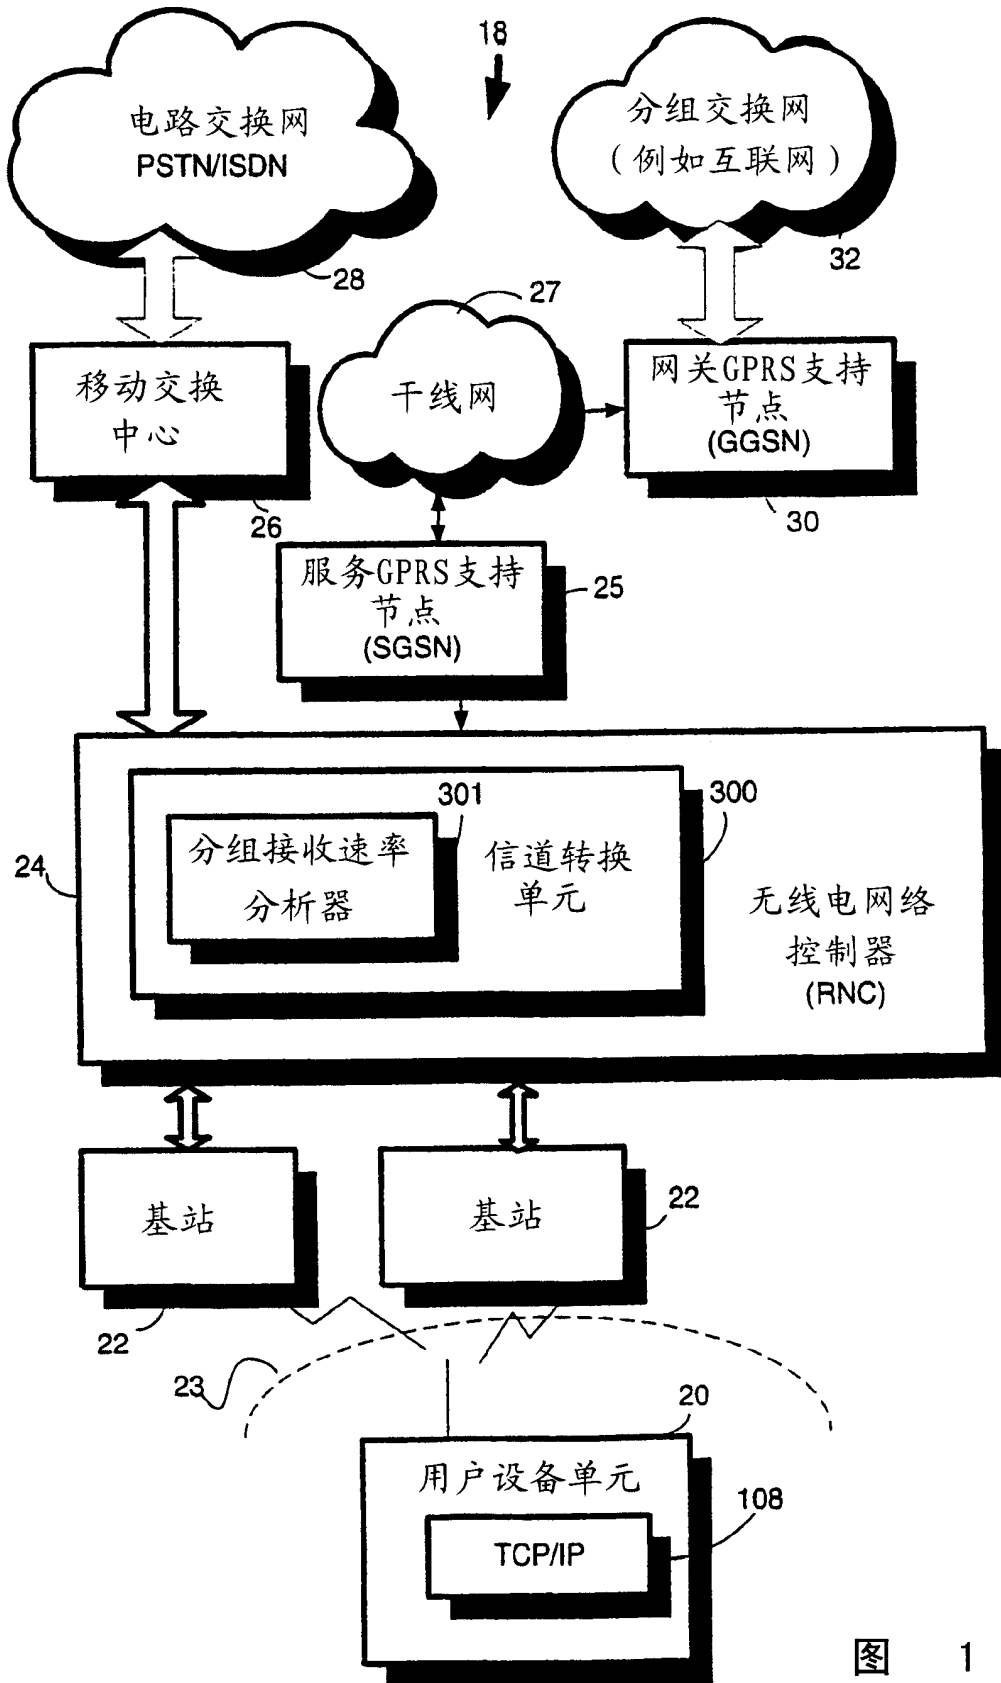 18
电路交换网
PSTN/ISDN
28
分组交换网
(例如互联网)
32
27
干线网
移动交换
中心
26
网关GPRS支持
节点
(GGSN)
30
服务GPRS支持
节点
(SGSN)
25
24
301
300
分组接收速率
分析器
信道转换
单元
无线电网络
控制器
(RNC)
基站
22
基站
22
23
20
用户设备单元
108
TCP/IP
图 1